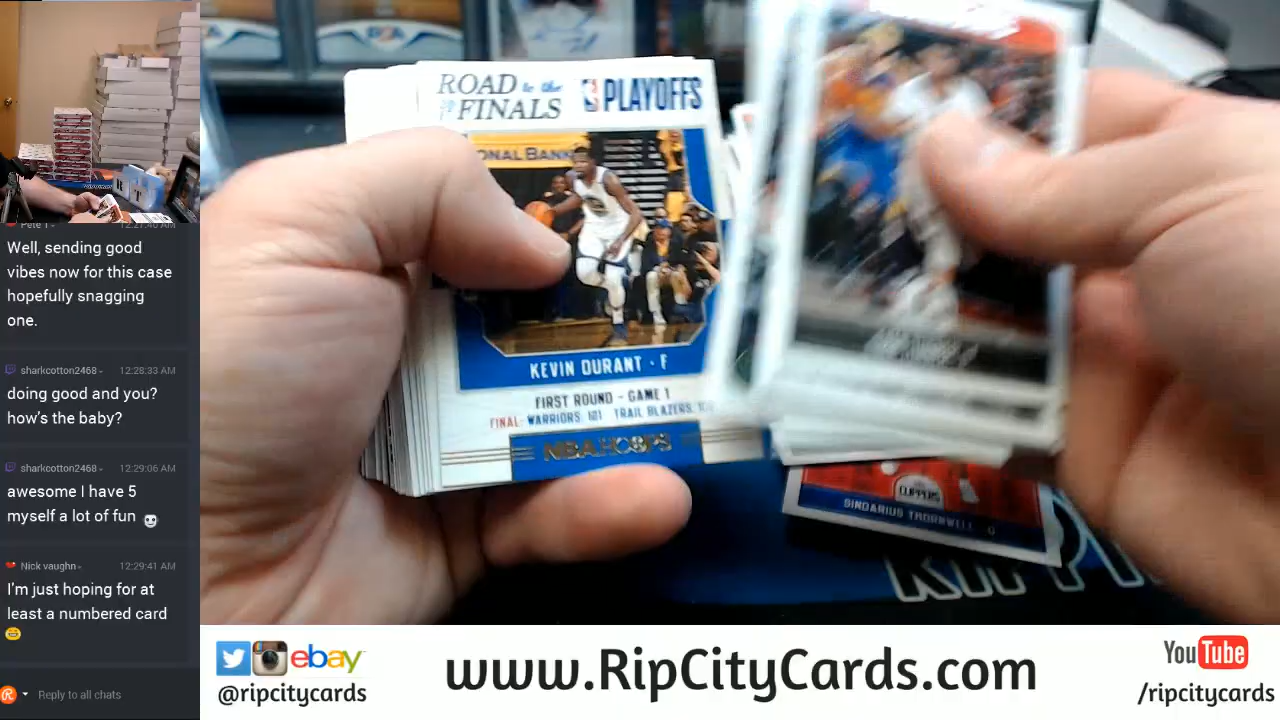 Well, sending good
vibes now for this case
hopefully snagging
one.
sharkcotton2468
12:28:33 AM
doing good and you?
how's the baby?
sharkcotton2468
12:29:06 AM
awesome I have 5
myself a lot of fun
Nick vaughn
12:29:41 AM
I'm just hoping for at
least a numbered card
Reply to all chats
ROAD to the
FINALS
NBA PLAYOFFS
KEVIN DURANT - F
FIRST ROUND - GAME 1
FINAL: WARRIORS: 121 TRAIL BLAZERS:
NBA HOOPS
CLIPPERS
SINDARIUS THORNWELL G
ebay
@ripcitycards
www.RipCityCards.com
YouTube
/ripcitycards